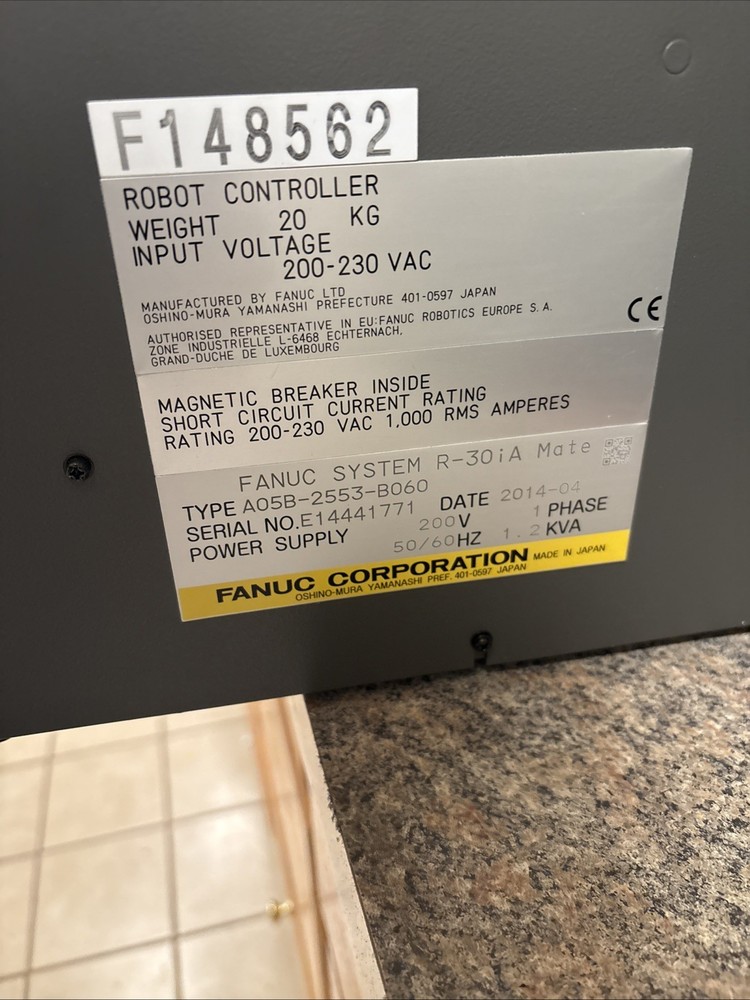 F148562
ROBOT CONTROLLER
WEIGHT 20 KG
INPUT VOLTAGE
200-230 VAC
MANUFACTURED BY FANUC LTD
OSHINO-MURA YAMANASHI PREFECTURE 401-0597 JAPAN
AUTHORISED REPRESENTATIVE IN EU:FANUC ROBOTICS EUROPE S.A.
ZONE INDUSTRIELLE L-6468 ECHTERNACH,
GRAND-DUCHE DE LUXEMBOURG
CE
MAGNETIC BREAKER INSIDE
SHORT CIRCUIT CURRENT RATING
RATING 200-230 VAC 1,000 RMS AMPERES
FANUC SYSTEM R-30iA Mate
TYPE A05B-2553-B060 DATE 2014-04
SERIAL NO.E14441771
POWER SUPPLY 200V 1 PHASE
50/60HZ 1.2KVA
FANUC CORPORATION MADE IN JAPAN
OSHINO-MURA YAMANASHI PREF. 401-0597 JAPAN